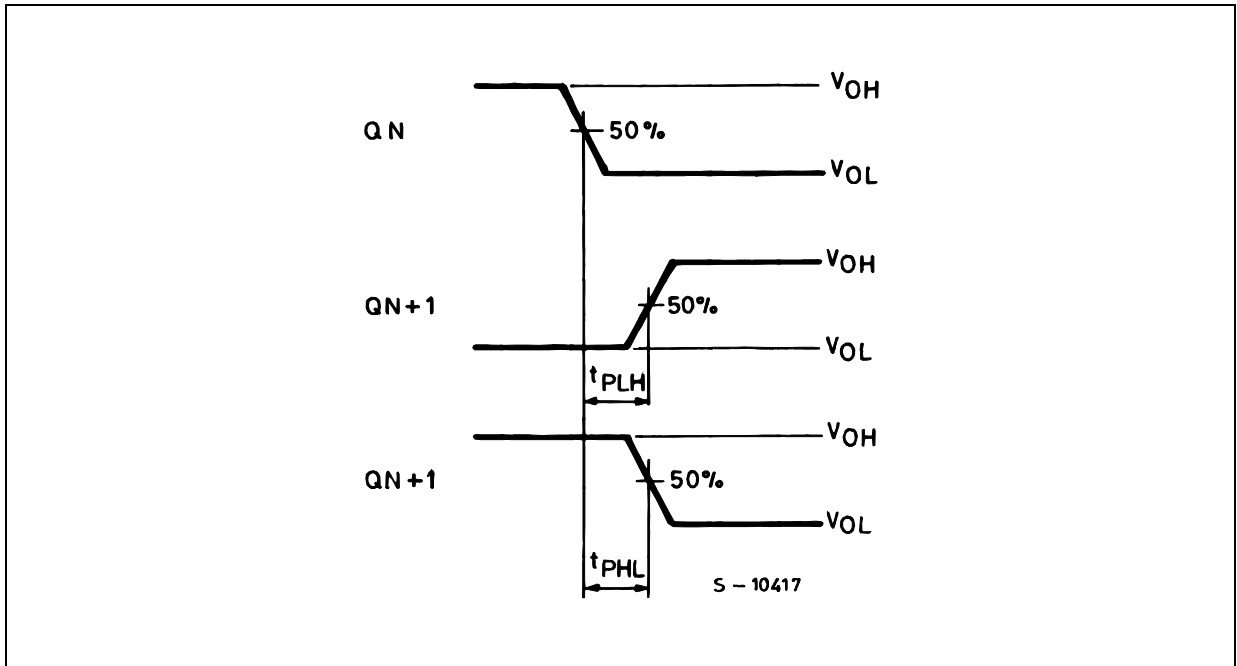 VOH
QN
50%
VOL
VOH
QN+1
50%
VOL
tPLH
VOH
QN+1
50%
VOL
tPHL
S - 10417